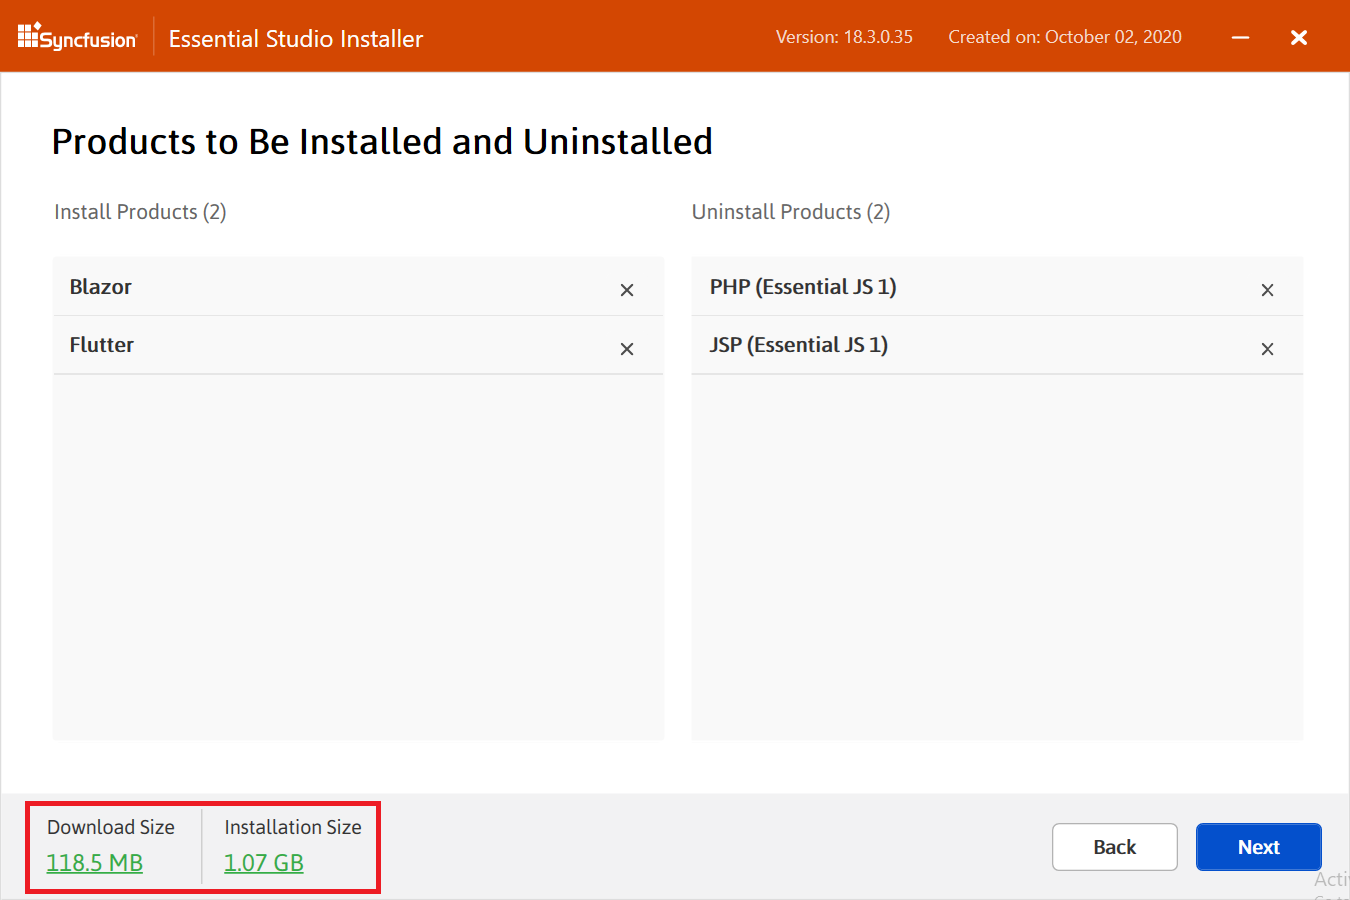 Syncfusion
Essential Studio Installer
Version: 18.3.0.35
Created on: October 02, 2020
Products to Be Installed and Uninstalled
Install Products (2)
Uninstall Products (2)
Blazor
PHP (Essential JS 1)
Flutter
JSP (Essential JS 1)
Download Size
Installation Size
118.5 MB
1.07 GB
Back
Next
Acti